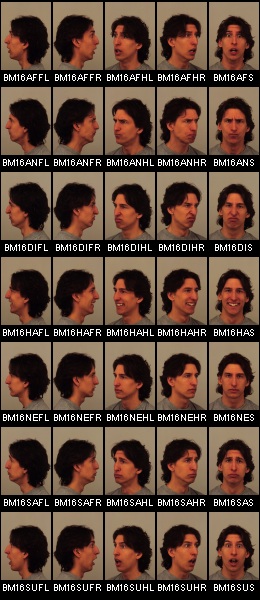 BM16AFFL BM16AFFR BM16AFHL BM16AFHR BM16AFS
BM16ANFL BM16ANFR BM16ANHL BM16ANHR BM16ANS
BM16DIFL BM16DIFR BM16DIHL BM16DIHR BM16DIS
BM16HAFL BM16HAFR BM16HAHL BM16HAHR BM16HAS
BM16NEFL BM16NEFR BM16NEHL BM16NEHR BM16NES
BM16SAFL BM16SAFR BM16SAHL BM16SAHR BM16SAS
BM16SUFL BM16SUFR BM16SUHL BM16SUHR BM16SUS